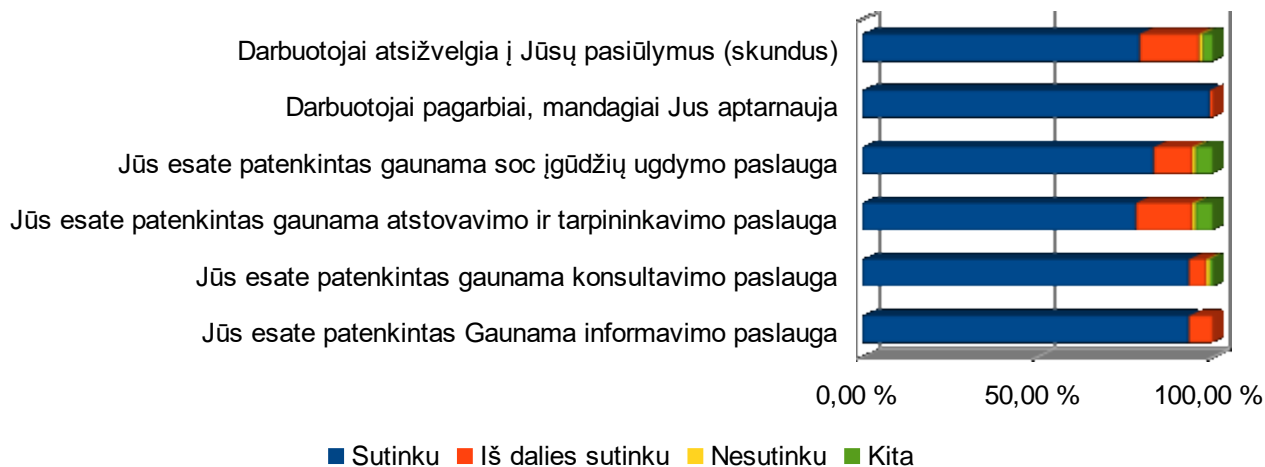 Darbuotojai atsižvelgia į Jūsų pasiūlymus (skundus)
Darbuotojai pagarbiai, mandagiai Jus aptarnauja
Jūs esate patenkintas gaunama soc įgūdžių ugdymo paslauga
Jūs esate patenkintas gaunama atstovavimo ir tarpininkavimo paslauga
Jūs esate patenkintas gaunama konsultavimo paslauga
Jūs esate patenkintas Gaunama informavimo paslauga
0,00 % 50,00 % 100,00 %
Sutinku Iš dalies sutinku Nesutinku Kita